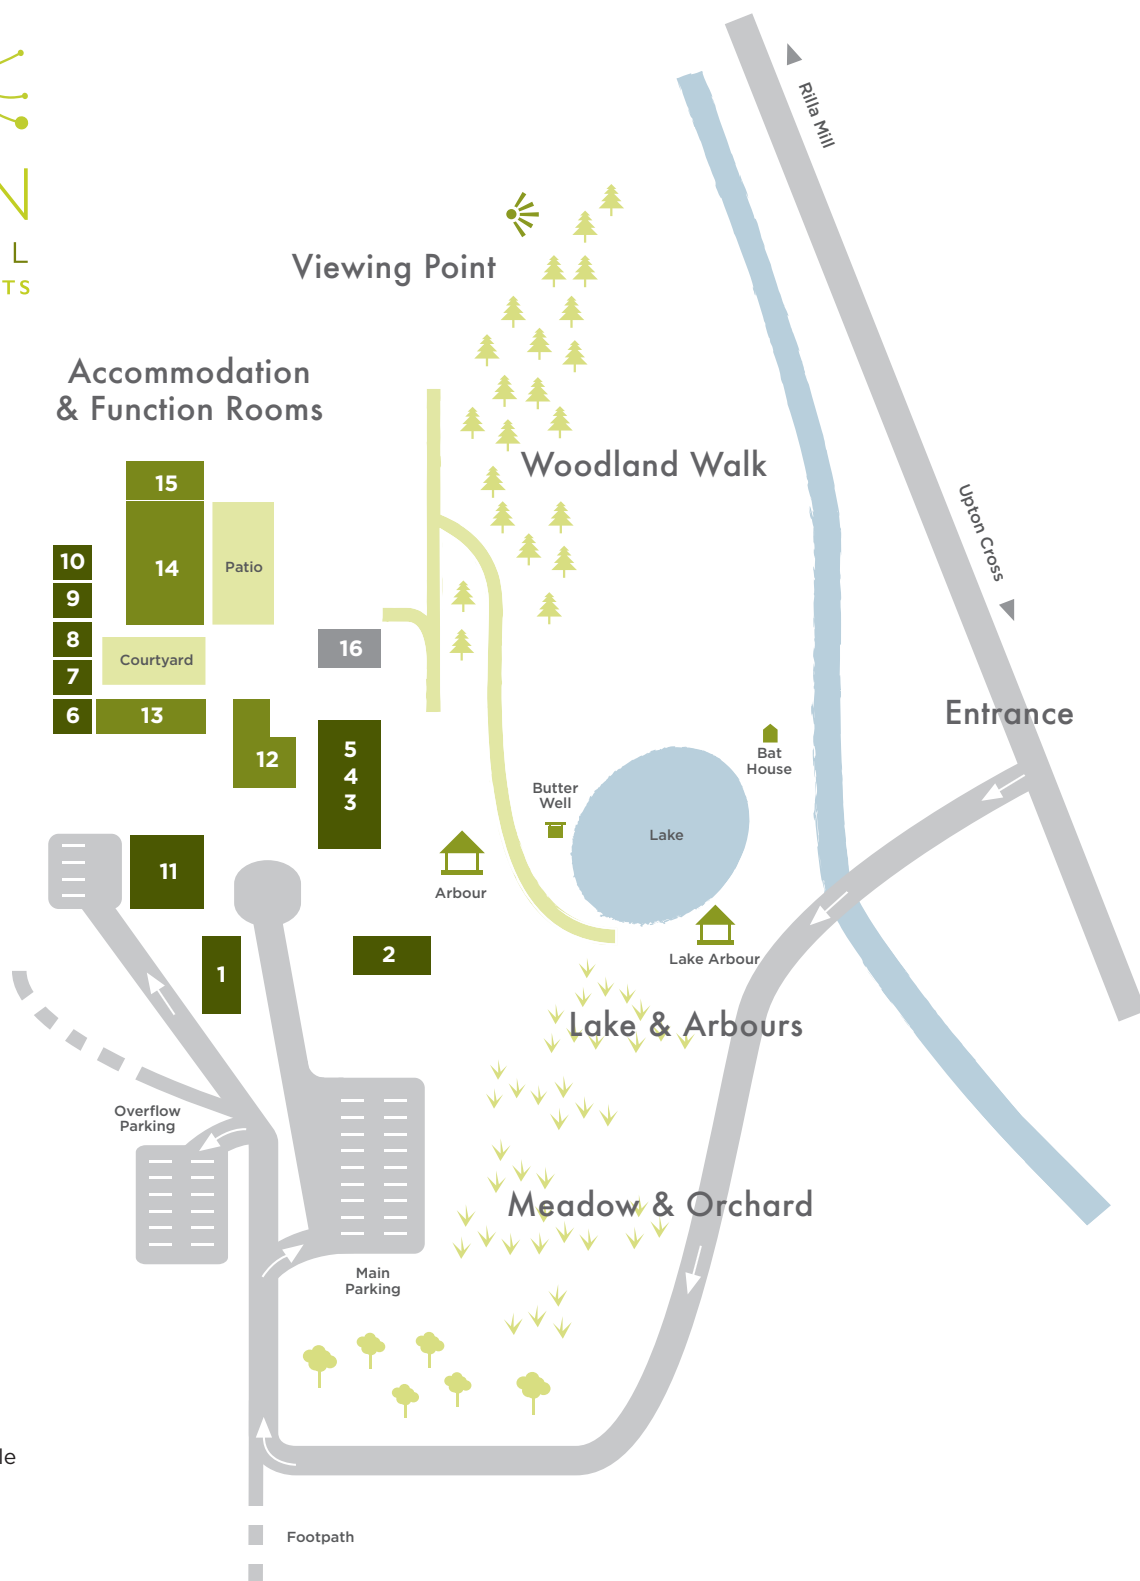 N
L
TS
Rilla Mill
Viewing Point
Accommodation
& Function Rooms
Woodland Walk
15
14
Patio
10
9
8
7
6
Courtyard
13
16
Upton Cross
Entrance
12
5
4
3
Bat
House
Butter
Well
Lake
11
Arbour
Lake Arbour
1
2
Lake & Arbours
Overflow
Parking
Meadow & Orchard
Main
Parking
le
Footpath